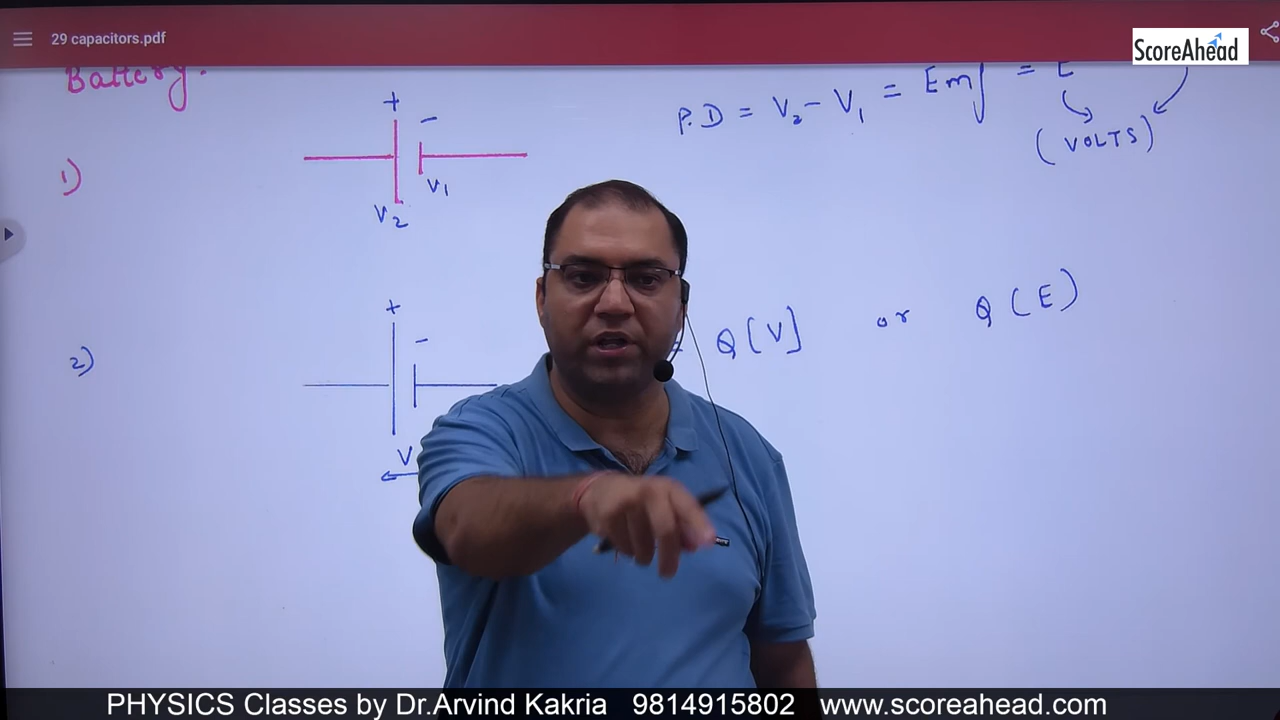 29 capacitors.pdf
ScoreAhead
Battery.
P.D = V₂ - V₁ = Emf = E
(VOLTS)
1)
+
-
V₁
V₂
2)
+
-
= Q[V] or Q(E)
V
PHYSICS Classes by Dr.Arvind Kakria 9814915802 www.scoreahead.com